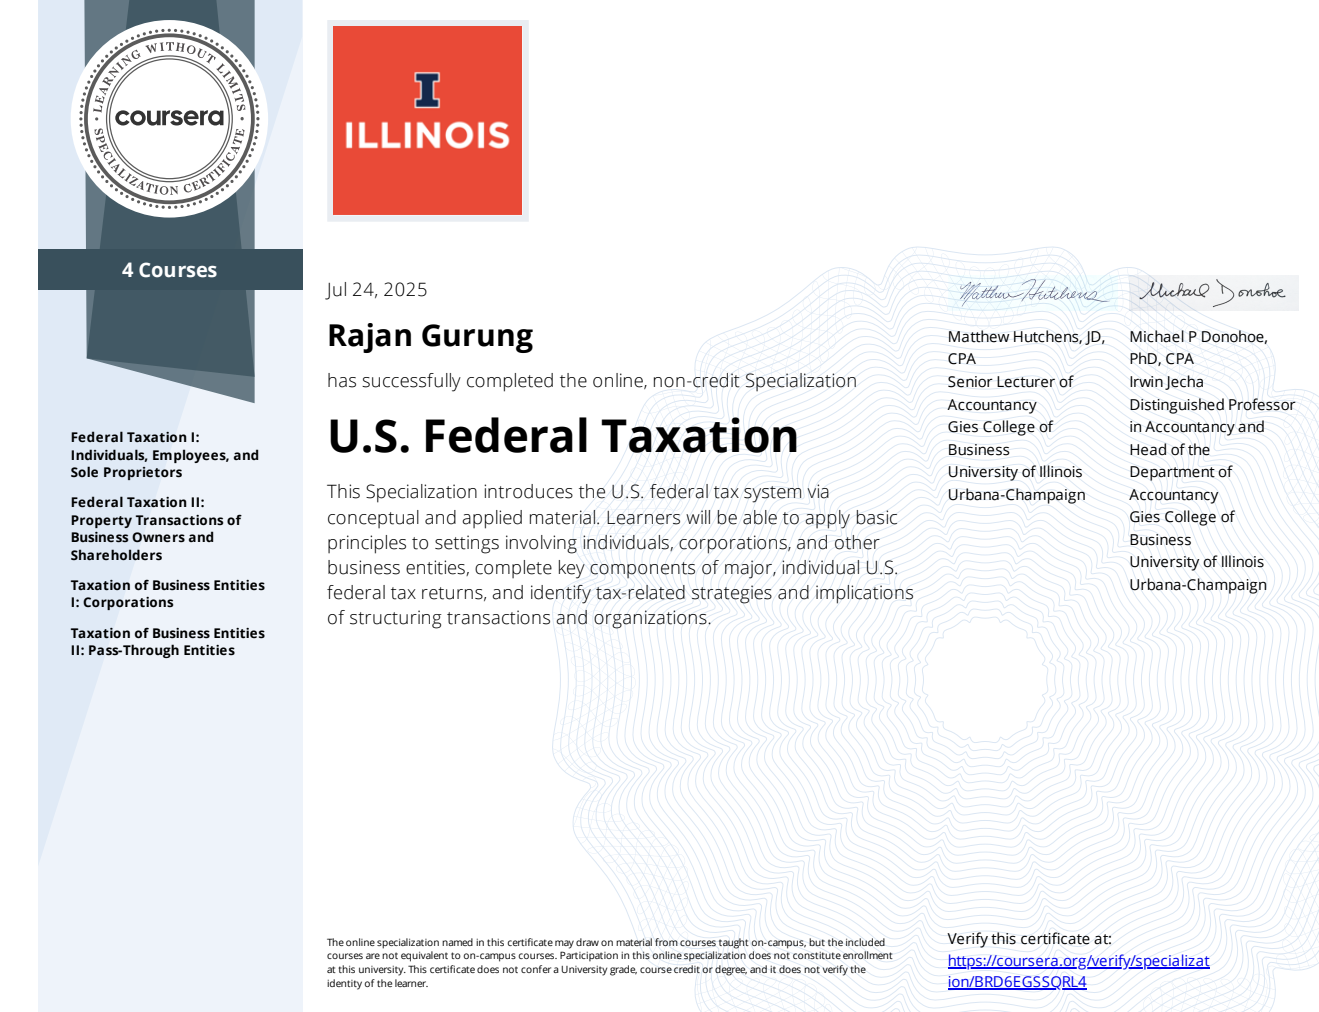 LEARNING WITHOUT LIMITS
coursera
SPECIALIZATION CERTIFICATE
4 Courses
Federal Taxation I:
Individuals, Employees, and
Sole Proprietors
Federal Taxation II:
Property Transactions of
Business Owners and
Shareholders
Taxation of Business Entities
I: Corporations
Taxation of Business Entities
II: Pass-Through Entities
I
ILLINOIS
Jul 24, 2025
Rajan Gurung
has successfully completed the online, non-credit Specialization
U.S. Federal Taxation
This Specialization introduces the U.S. federal tax system via
conceptual and applied material. Learners will be able to apply basic
principles to settings involving individuals, corporations, and other
business entities, complete key components of major, individual U.S.
federal tax returns, and identify tax-related strategies and implications
of structuring transactions and organizations.
Matthew Hutchens
Matthew Hutchens, JD,
CPA
Senior Lecturer of
Accountancy
Gies College of
Business
University of Illinois
Urbana-Champaign
Michael Donohoe
Michael P Donohoe,
PhD, CPA
Irwin Jecha
Distinguished Professor
in Accountancy and
Head of the
Department of
Accountancy
Gies College of
Business
University of Illinois
Urbana-Champaign
The online specialization named in this certificate may draw on material from courses taught on-campus, but the included
courses are not equivalent to on-campus courses. Participation in this online specialization does not constitute enrollment
at this university. This certificate does not confer a University grade, course credit or degree, and it does not verify the
identity of the learner.
Verify this certificate at:
https://coursera.org/verify/specializat
ion/BRD6EGSSQRL4